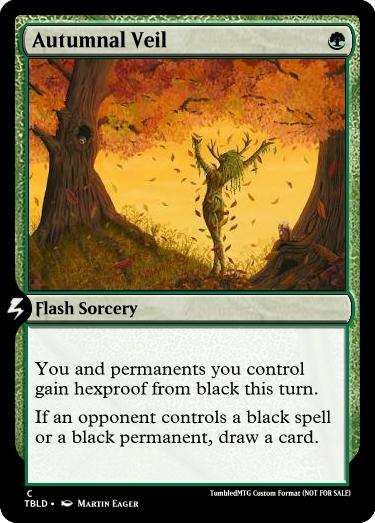 Autumnal Veil
Flash Sorcery
You and permanents you control
gain hexproof from black this turn.
If an opponent controls a black spell
or a black permanent, draw a card.
C
TumbledMTG Custom Format (NOT FOR SALE)
TBLD • Martin Eager